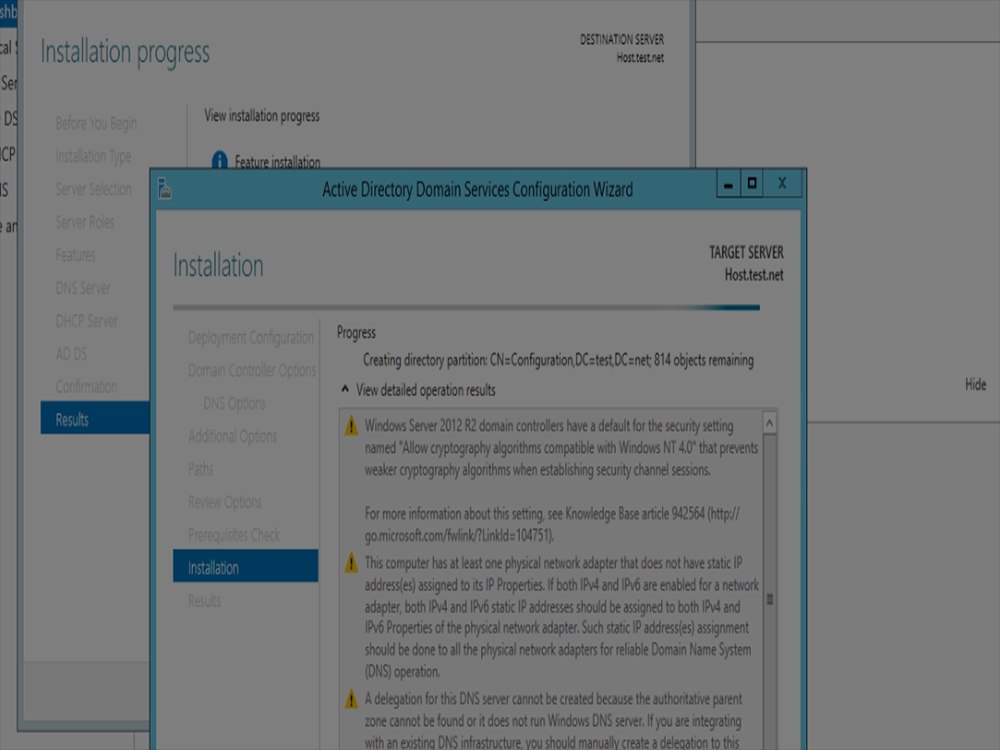 shb
cal S
Ser
DS
HCP
IS
e an
Installation progress
DESTINATION SERVER
Host.test.net
Before You Begin
Installation Type
Server Selection
Server Roles
Features
DNS Server
DHCP Server
AD DS
Confirmation
Results
View installation progress
Feature installation
Hide
Active Directory Domain Services Configuration Wizard
X
Installation
TARGET SERVER
Host.test.net
Deployment Configuration
Domain Controller Options
DNS Options
Additional Options
Paths
Review Options
Prerequisites Check
Installation
Results
Progress
Creating directory partition: CN=Configuration,DC=test,DC=net; 814 objects remaining
View detailed operation results
Windows Server 2012 R2 domain controllers have a default for the security setting
named "Allow cryptography algorithms compatible with Windows NT 4.0" that prevents
weaker cryptography algorithms when establishing security channel sessions.
For more information about this setting, see Knowledge Base article 942564 (http://
go.microsoft.com/fwlink/?LinkId=104751).
This computer has at least one physical network adapter that does not have static IP
address(es) assigned to its IP Properties. If both IPv4 and IPv6 are enabled for a network
adapter, both IPv4 and IPv6 static IP addresses should be assigned to both IPv4 and
IPv6 Properties of the physical network adapter. Such static IP address(es) assignment
should be done to all the physical network adapters for reliable Domain Name System
(DNS) operation.
A delegation for this DNS server cannot be created because the authoritative parent
zone cannot be found or it does not run Windows DNS server. If you are integrating
with an existing DNS infrastructure, you should manually create a delegation to this